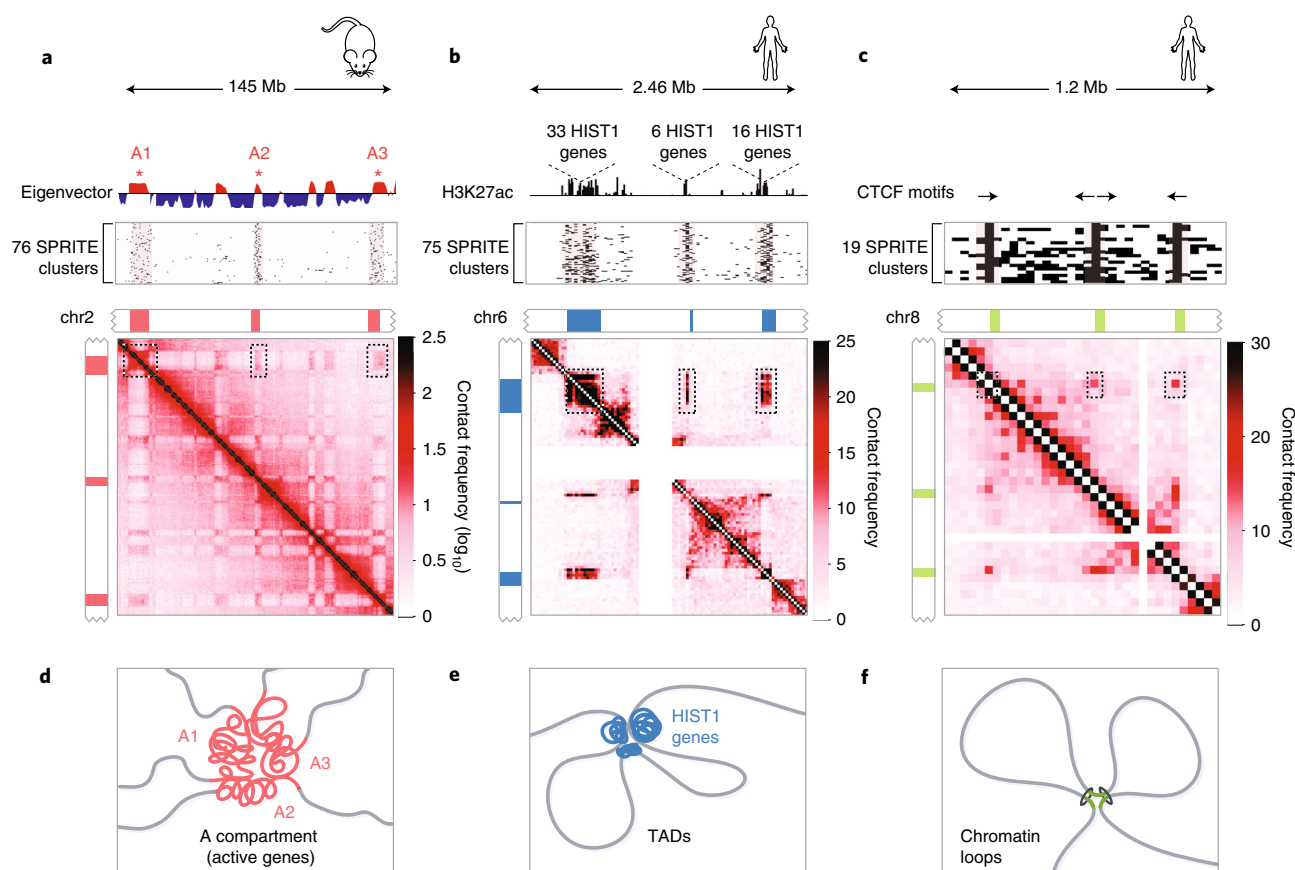 a
145 Mb
A1
A2
A3
*
*
*
Eigenvector
76 SPRITE
clusters
chr2
2.5
2
1.5
1
0.5
0
Contact frequency (log10)
b
2.46 Mb
33 HIST1
genes
6 HIST1
genes
16 HIST1
genes
H3K27ac
75 SPRITE
clusters
chr6
25
20
15
10
5
0
Contact frequency
c
1.2 Mb
CTCF motifs
19 SPRITE
clusters
chr8
30
20
10
0
Contact frequency
d
A1
A3
A2
A compartment
(active genes)
e
HIST1
genes
TADs
f
Chromatin
loops